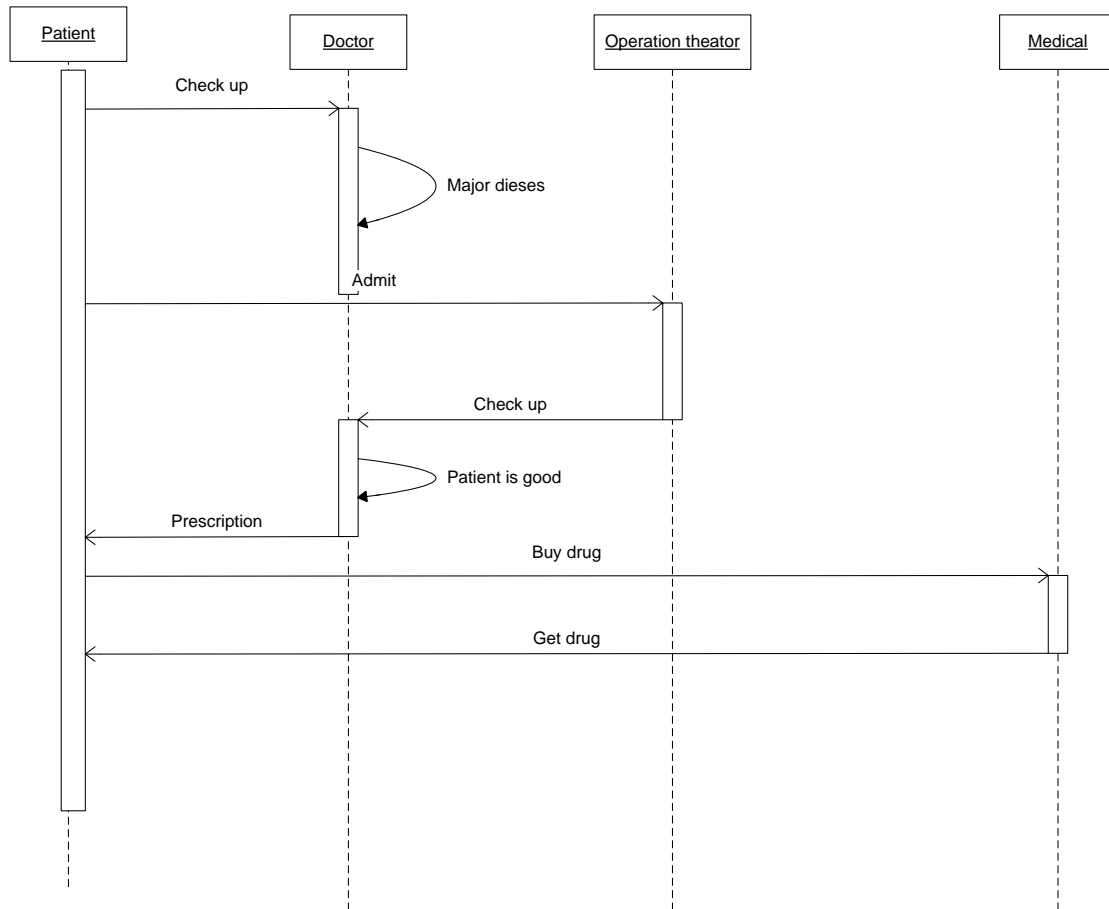 Patient
Doctor
Operation theator
Medical
Check up
Major dieses
Admit
Check up
Patient is good
Prescription
Buy drug
Get drug